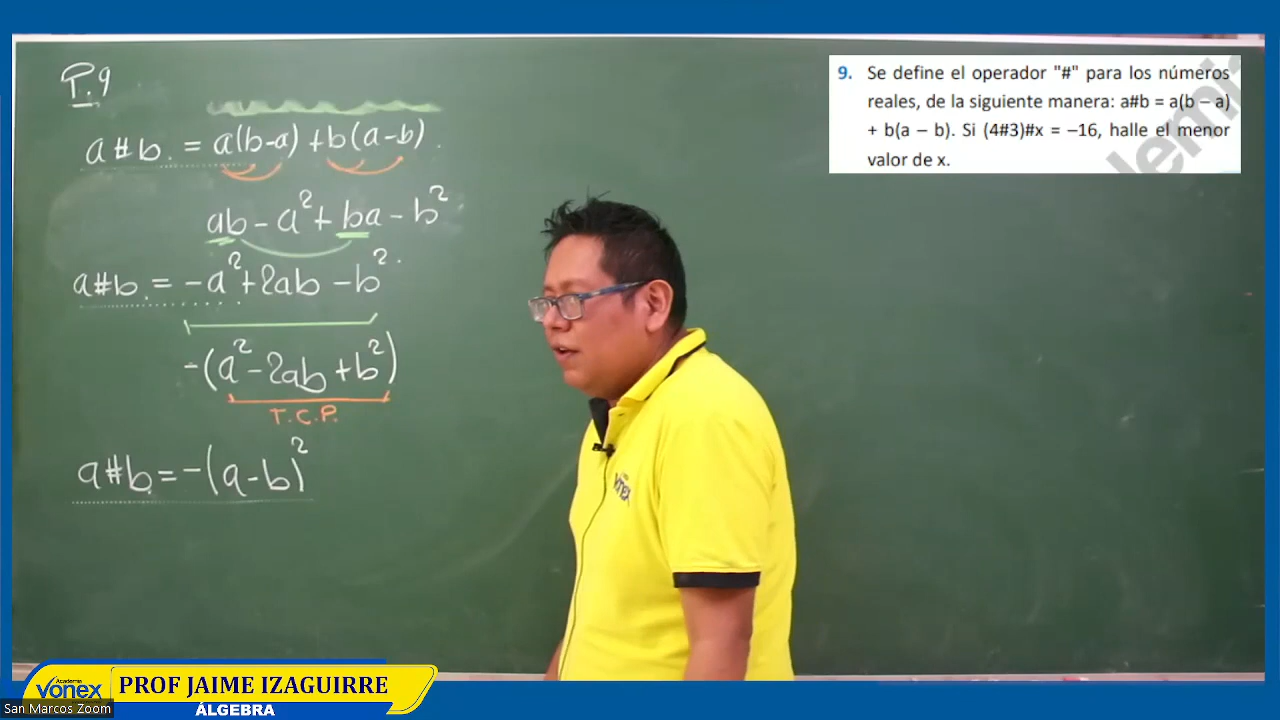 T.9
a#b. = a(b-a) + b(a-b).
ab - a² + ba - b²
a#b. = -a² + 2ab - b².
-(a² - 2ab + b²)
T.C.P.
a#b = -(a-b)²
9. Se define el operador "#" para los números
reales, de la siguiente manera: a#b = a(b – a)
+ b(a – b). Si (4#3)#x = –16, halle el menor
valor de x.
VONEX
Academia
vonex
PROF JAIME IZAGUIRRE
ÁLGEBRA
San Marcos Zoom